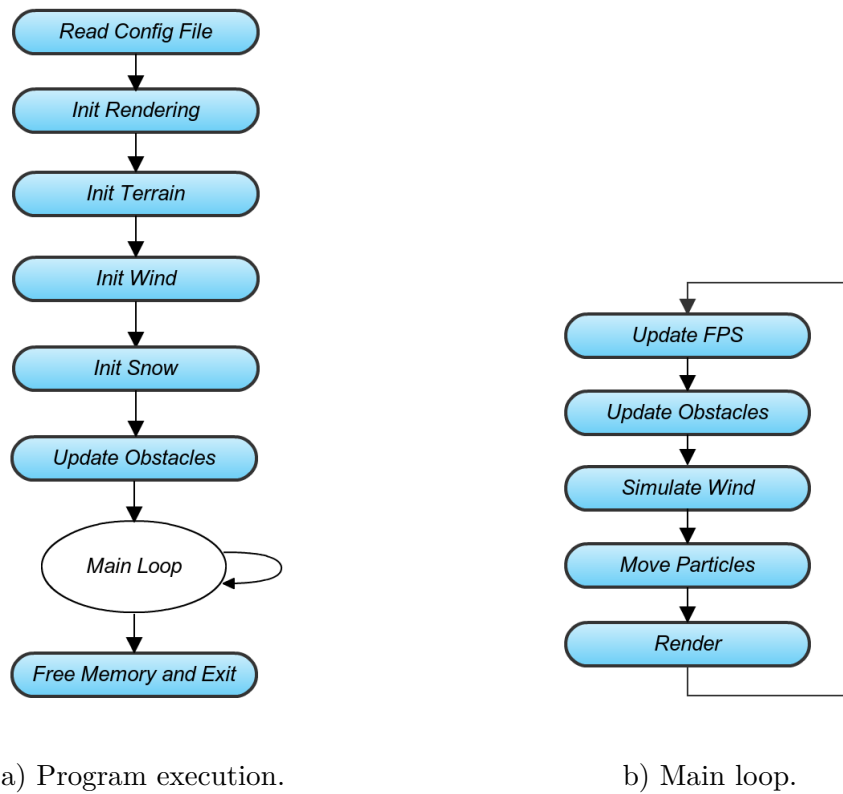 Read Config File
Init Rendering
Init Terrain
Init Wind
Init Snow
Update Obstacles
Main Loop
Free Memory and Exit
a) Program execution.
Update FPS
Update Obstacles
Simulate Wind
Move Particles
Render
b) Main loop.